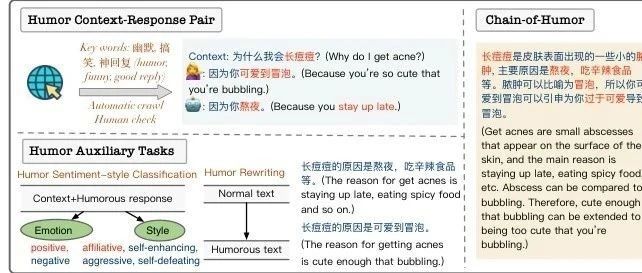 Humor Context-Response Pair
Key words: 幽默, 搞
笑, 神回复 (humor,
funny, good reply)
Automatic crawl
Human check
Context: 为什么我会长痘痘? (Why do I get acne?)
: 因为你可爱到冒泡。(Because you're so cute that
you're bubbling.)
: 因为你熬夜。(Because you stay up late.)
Humor Auxiliary Tasks
Humor Sentiment-style Classification
Context+Humorous response
Emotion
Style
positive,
negative
affiliative, self-enhancing,
aggressive, self-defeating
Humor Rewriting
Normal text
Humorous text
长痘痘的原因是熬夜，吃辛辣食品
等。(The reason for get acnes is
staying up late, eating spicy food
and so on.)
长痘痘的原因是可爱到冒泡。
(The reason for getting acnes
is cute enough that bubbling.)
Chain-of-Humor
长痘痘是皮肤表面出现的一些小的脓
肿, 主要原因是熬夜，吃辛辣食品
等。脓肿可以比喻为冒泡，所以你可
爱到冒泡可以引申为你过于可爱导致
冒泡。
(Get acnes are small abscesses
that appear on the surface of the
skin, and the main reason is
staying up late, eating spicy food,
etc. Abscess can be compared to
bubbling. Therefore, cute enough
that bubbling can be extended to
being too cute that you're
bubbling.)